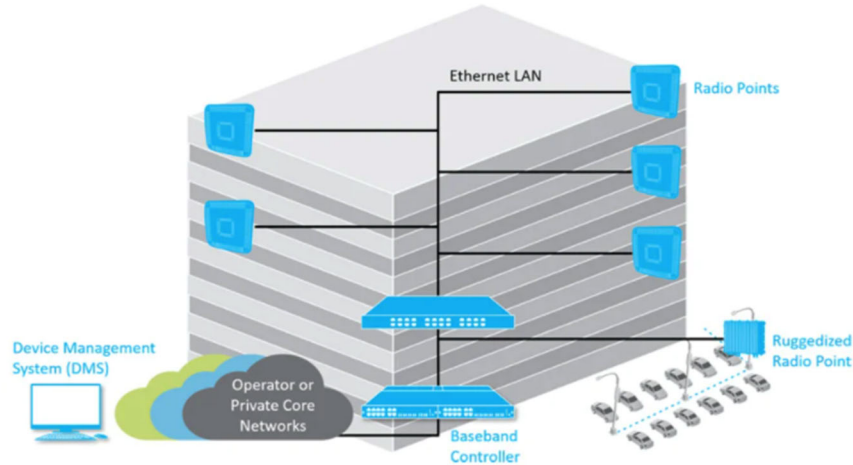 Ethernet LAN
Radio Points
Device Management
System (DMS)
Operator or
Private Core
Networks
Ruggedized
Radio Point
Baseband
Controller